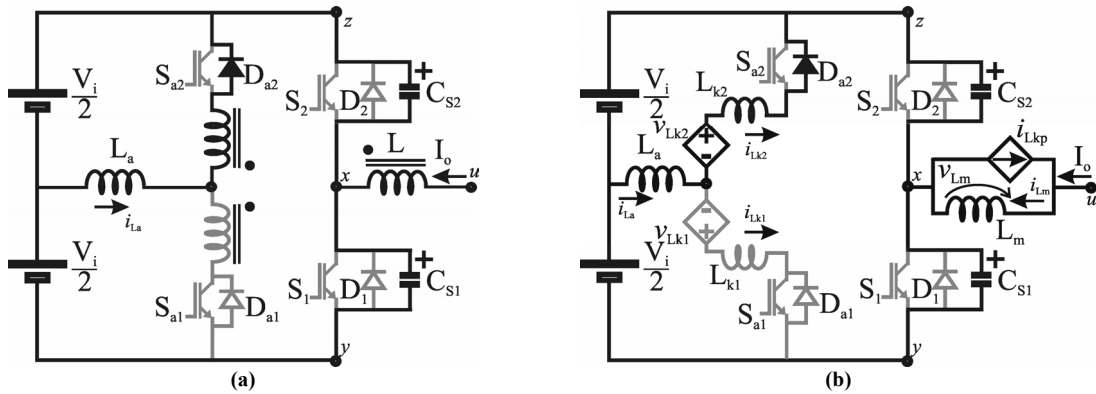 z
S_a2
D_a2
V_i/2
S_2
D_2
+
C_S2
L_a
L
I_o
x
u
i_La
V_i/2
S_a1
D_a1
S_1
D_1
+
C_S1
y
(a)
z
S_a2
D_a2
L_k2
V_i/2
S_2
D_2
+
C_S2
v_Lk2
+
-
i_Lk2
L_a
i_Lkp
I_o
x
v_Lm
i_Lm
u
i_La
L_m
-
+
v_Lk1
i_Lk1
V_i/2
L_k1
S_a1
D_a1
S_1
D_1
+
C_S1
y
(b)